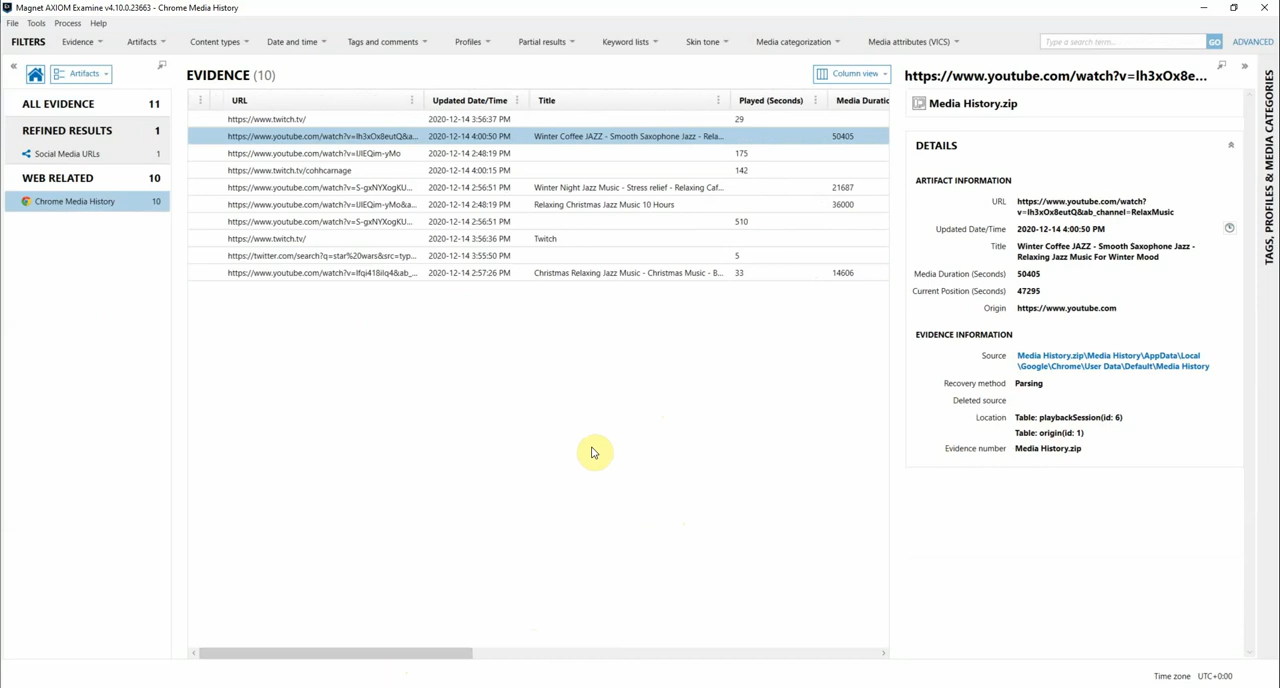 Magnet AXIOM Examine v4.10.0.23663 - Chrome Media History
File Tools Process Help
FILTERS Evidence Artifacts Content types Date and time Tags and comments Profiles Partial results Keyword lists Skin tone Media categorization Media attributes (VICS) Type a search term... GO ADVANCED
Artifacts
EVIDENCE (10)
Column view
ALL EVIDENCE 11
REFINED RESULTS 1
Social Media URLs 1
WEB RELATED 10
Chrome Media History 10
URL Updated Date/Time Title Played (Seconds) Media Duratic
https://www.twitch.tv/ 2020-12-14 3:56:37 PM 29
https://www.youtube.com/watch?v=lh3xOx8eutQ&a... 2020-12-14 4:00:50 PM Winter Coffee JAZZ - Smooth Saxophone Jazz - Rela... 50405
https://www.youtube.com/watch?v=IJIEQim-yMo 2020-12-14 2:48:19 PM 175
https://www.twitch.tv/cohhcarnage 2020-12-14 4:00:15 PM 142
https://www.youtube.com/watch?v=S-gxNYXogKU... 2020-12-14 2:56:51 PM Winter Night Jazz Music - Stress relief - Relaxing Caf... 21687
https://www.youtube.com/watch?v=IJIEQim-yMo&a... 2020-12-14 2:48:19 PM Relaxing Christmas Jazz Music 10 Hours 36000
https://www.youtube.com/watch?v=S-gxNYXogKU... 2020-12-14 2:56:51 PM 510
https://www.twitch.tv/ 2020-12-14 3:56:36 PM Twitch
https://twitter.com/search?q=star%20wars&src=typ... 2020-12-14 3:55:50 PM 5
https://www.youtube.com/watch?v=lfqi418ilq4&ab_... 2020-12-14 2:57:26 PM Christmas Relaxing Jazz Music - Christmas Music - B... 33 14606
https://www.youtube.com/watch?v=lh3xOx8e...
Media History.zip
DETAILS
ARTIFACT INFORMATION
URL https://www.youtube.com/watch?
v=lh3xOx8eutQ&ab_channel=RelaxMusic
Updated Date/Time 2020-12-14 4:00:50 PM
Title Winter Coffee JAZZ - Smooth Saxophone Jazz -
Relaxing Jazz Music For Winter Mood
Media Duration (Seconds) 50405
Current Position (Seconds) 47295
Origin https://www.youtube.com
EVIDENCE INFORMATION
Source Media History.zip\Media History\AppData\Local
\Google\Chrome\User Data\Default\Media History
Recovery method Parsing
Deleted source
Location Table: playbackSession(id: 6)
Table: origin(id: 1)
Evidence number Media History.zip
TAGS, PROFILES & MEDIA CATEGORIES
Time zone UTC+0:00